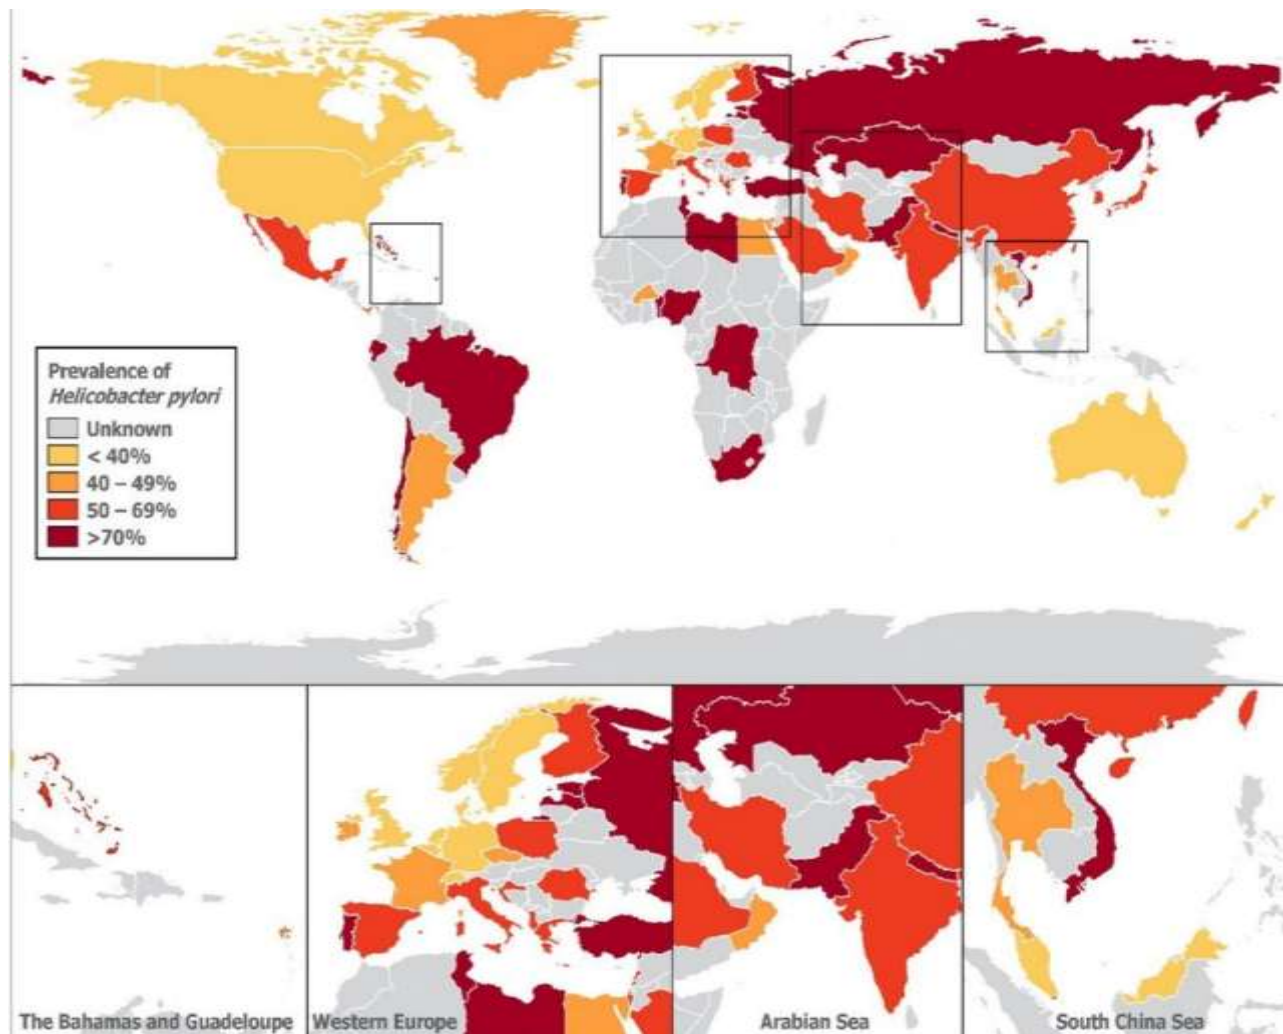 Prevalence of
Helicobacter pylori
Unknown
< 40%
40 – 49%
50 – 69%
>70%
The Bahamas and Guadeloupe
Western Europe
Arabian Sea
South China Sea